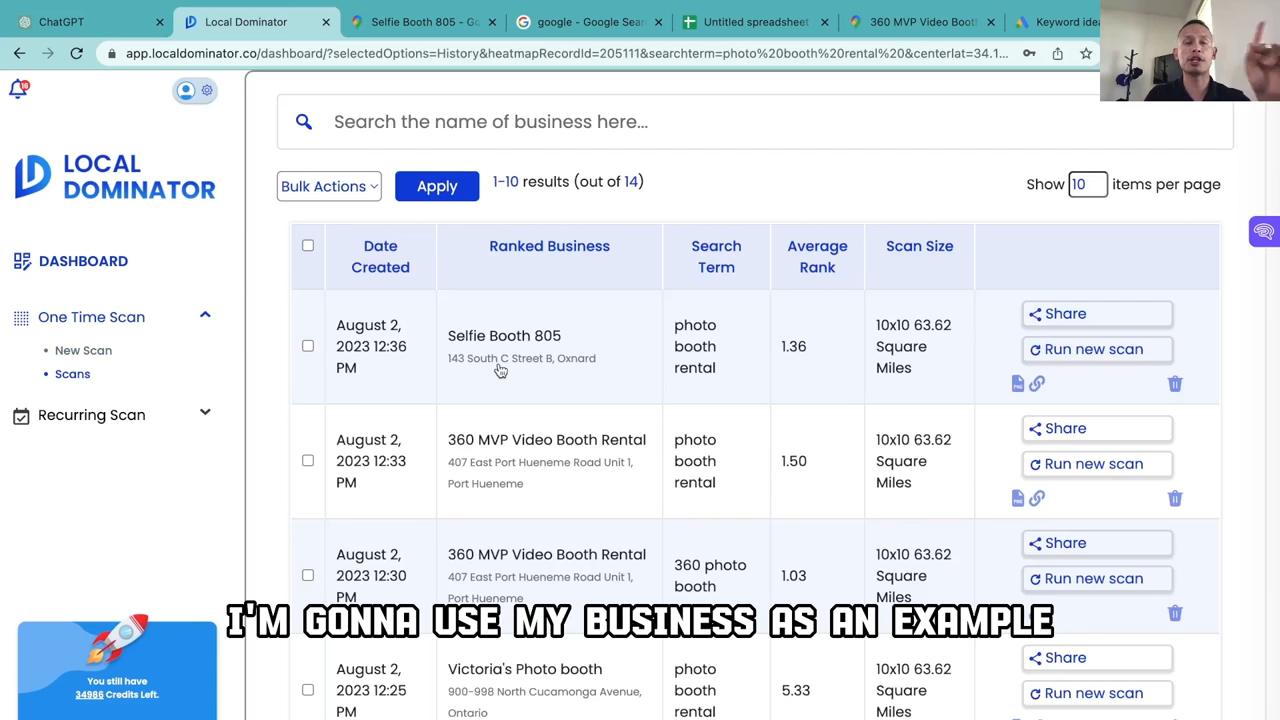 ChatGPT
Local Dominator
Selfie Booth 805 - Go
google - Google Sear
Untitled spreadsheet
360 MVP Video Booth
Keyword idea
app.localdominator.co/dashboard/?selectedOptions=History&heatmapRecordId=205111&searchterm=photo%20booth%20rental%20&centerlat=34.1...
18
LOCAL
DOMINATOR
DASHBOARD
One Time Scan
• New Scan
• Scans
Recurring Scan
You still have
34986 Credits Left.
Search the name of business here...
Bulk Actions
Apply
1-10 results (out of 14)
Show 10 items per page
Date Created
Ranked Business
Search Term
Average Rank
Scan Size
August 2,
2023 12:36
PM
Selfie Booth 805
143 South C Street B, Oxnard
photo
booth
rental
1.36
10x10 63.62
Square
Miles
Share
Run new scan
August 2,
2023 12:33
PM
360 MVP Video Booth Rental
407 East Port Hueneme Road Unit 1,
Port Hueneme
photo
booth
rental
1.50
10x10 63.62
Square
Miles
Share
Run new scan
August 2,
2023 12:30
PM
360 MVP Video Booth Rental
407 East Port Hueneme Road Unit 1,
Port Hueneme
360 photo
booth
1.03
10x10 63.62
Square
Miles
Share
Run new scan
I'M GONNA USE MY BUSINESS AS AN EXAMPLE
August 2,
2023 12:25
PM
Victoria's Photo booth
900-998 North Cucamonga Avenue,
Ontario
photo
booth
rental
5.33
10x10 63.62
Square
Miles
Share
Run new scan